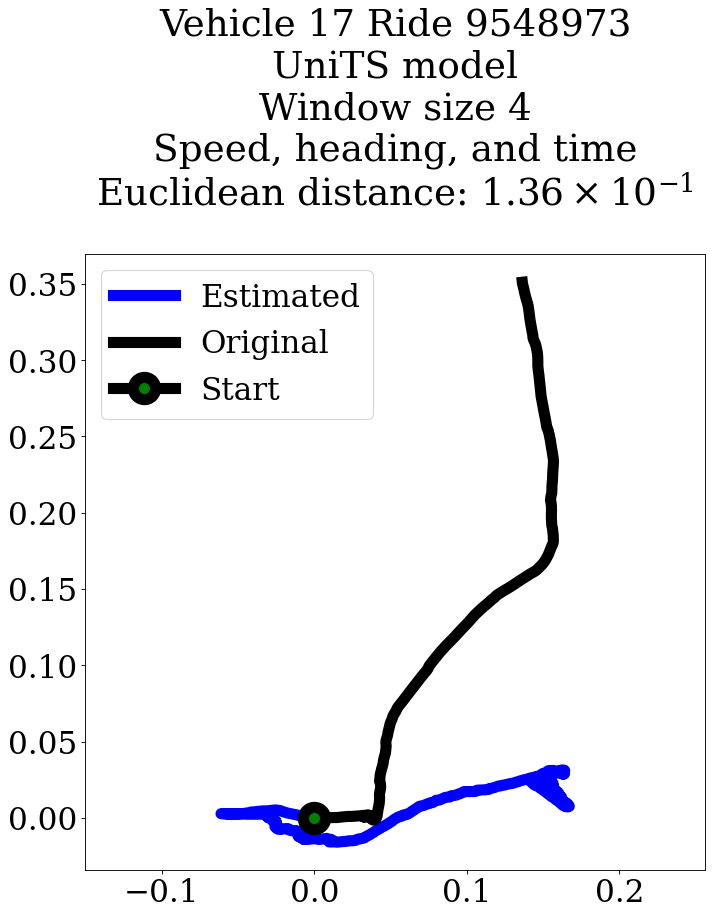 Vehicle 17 Ride 9548973
UniTS model
Window size 4
Speed, heading, and time
Euclidean distance: 1.36 × 10⁻¹
Estimated
Original
Start
0.35
0.30
0.25
0.20
0.15
0.10
0.05
0.00
−0.1 0.0 0.1 0.2